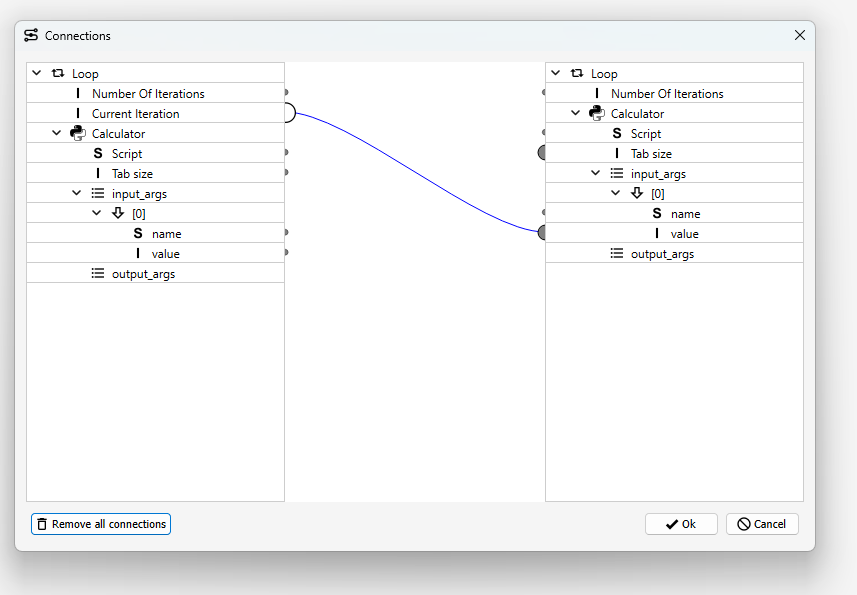 Connections
Loop
Number Of Iterations
I Current Iteration
Calculator
S Script
I Tab size
input_args
[0]
S name
I value
output_args
Loop
I Number Of Iterations
Calculator
S Script
I Tab size
input_args
[0]
S name
I value
output_args
Remove all connections
Ok
Cancel